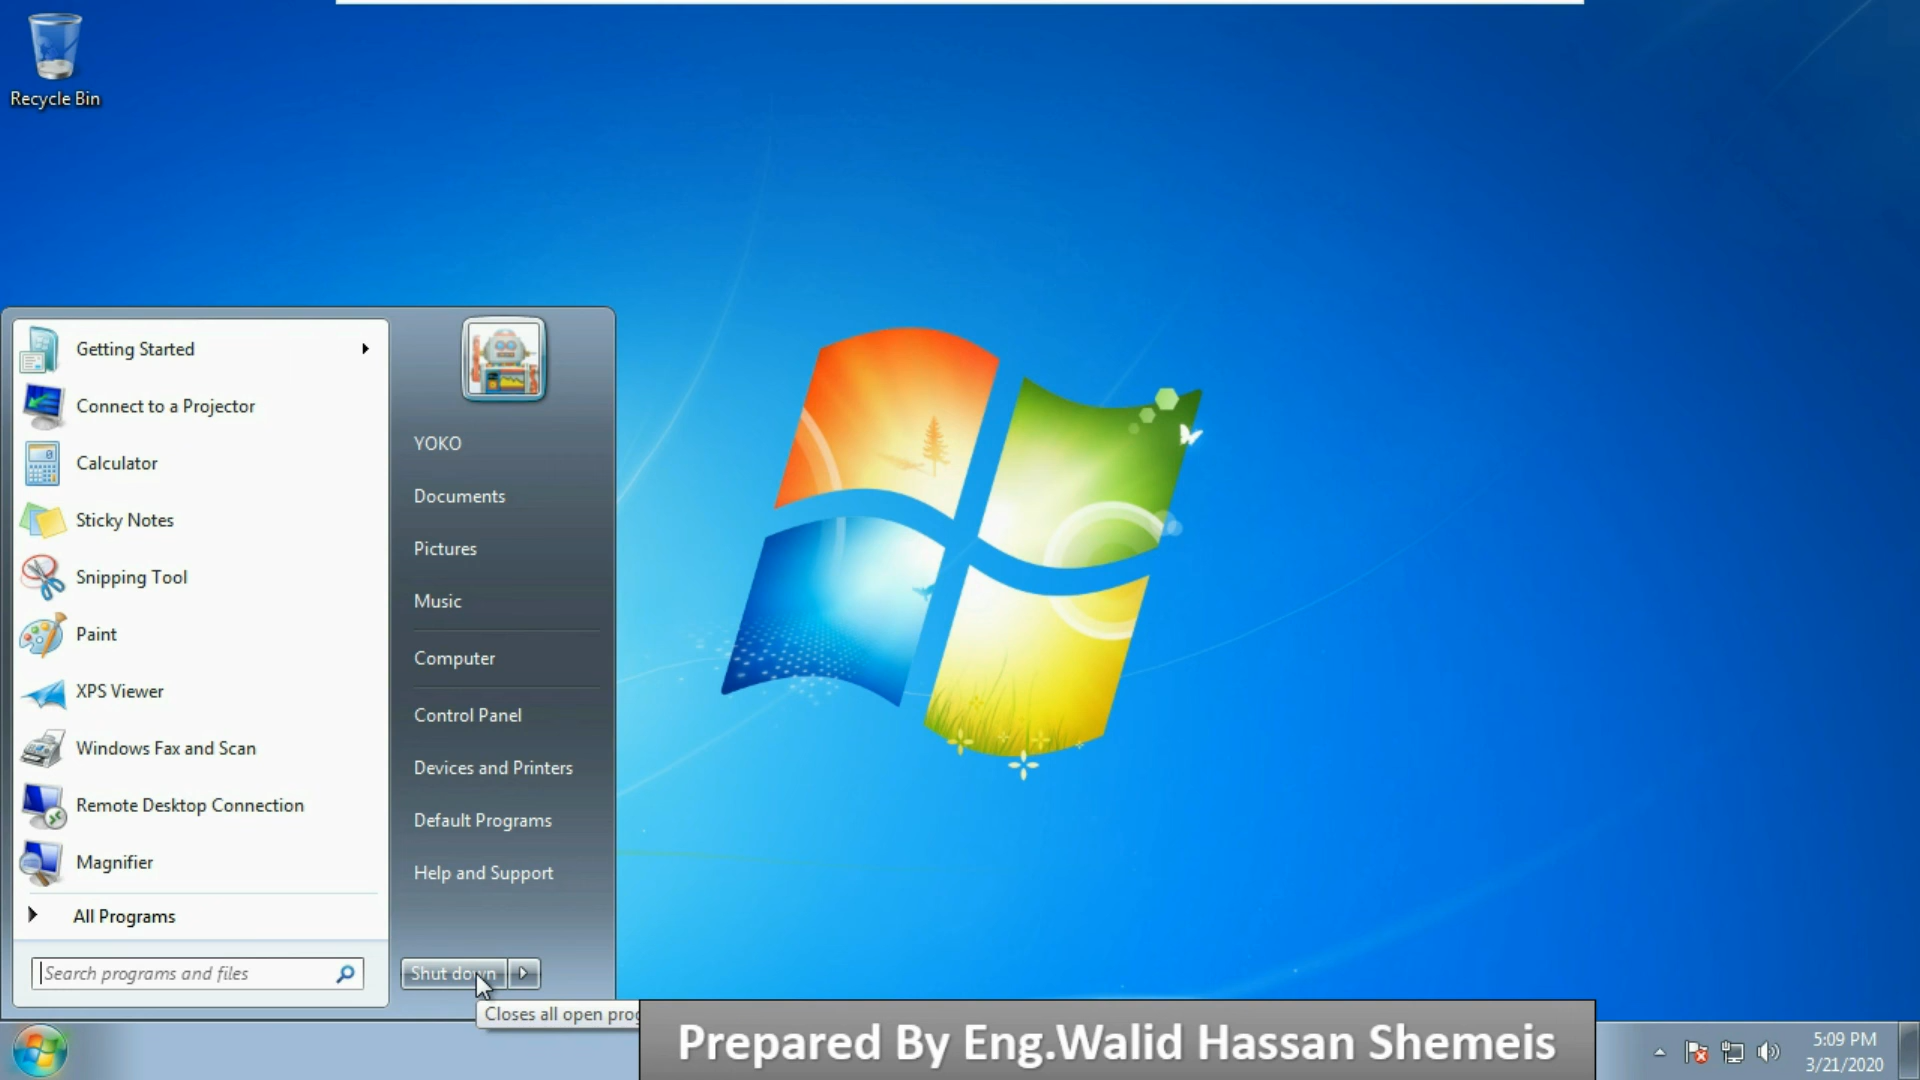 Recycle Bin
Getting Started
Connect to a Projector
Calculator
Sticky Notes
Snipping Tool
Paint
XPS Viewer
Windows Fax and Scan
Remote Desktop Connection
Magnifier
All Programs
Search programs and files
YOKO
Documents
Pictures
Music
Computer
Control Panel
Devices and Printers
Default Programs
Help and Support
Shut down
Closes all open prog
Prepared By Eng.Walid Hassan Shemeis
5:09 PM
3/21/2020